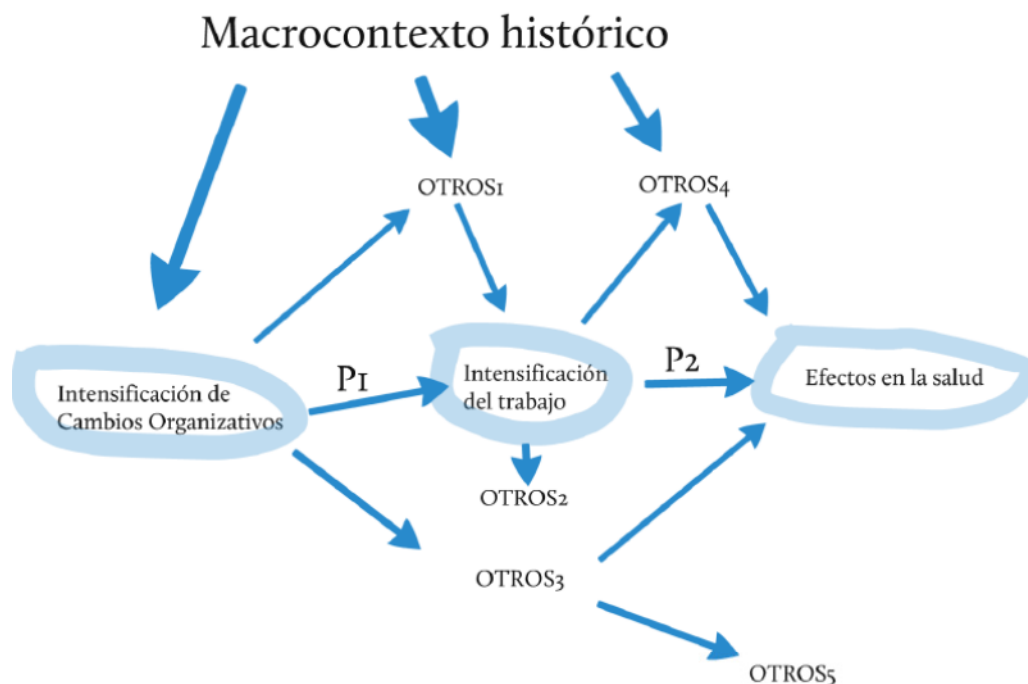 Macrocontexto histórico
OTROS1
OTROS4
P1
Intensificación
del trabajo
P2
Efectos en la salud
Intensificación de
Cambios Organizativos
OTROS2
OTROS3
OTROS5